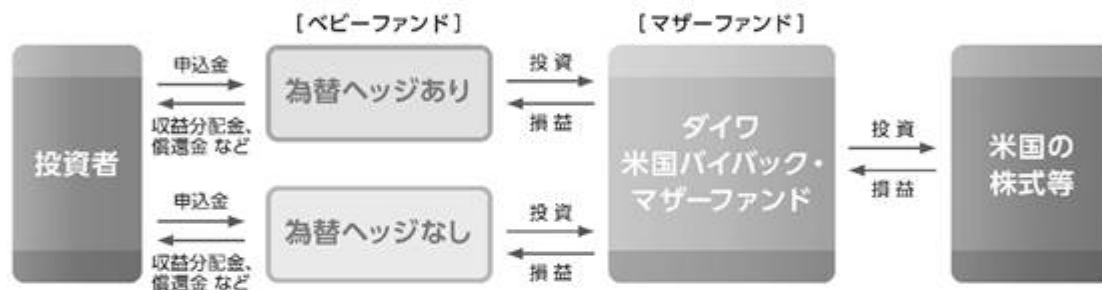 [ベビーファンド]
[マザーファンド]
投資者
申込金
収益分配金、
償還金 など
為替ヘッジあり
投 資
損 益
申込金
収益分配金、
償還金 など
為替ヘッジなし
投 資
損 益
ダイワ
米国バイバック・
マザーファンド
投 資
損 益
米国の
株式等